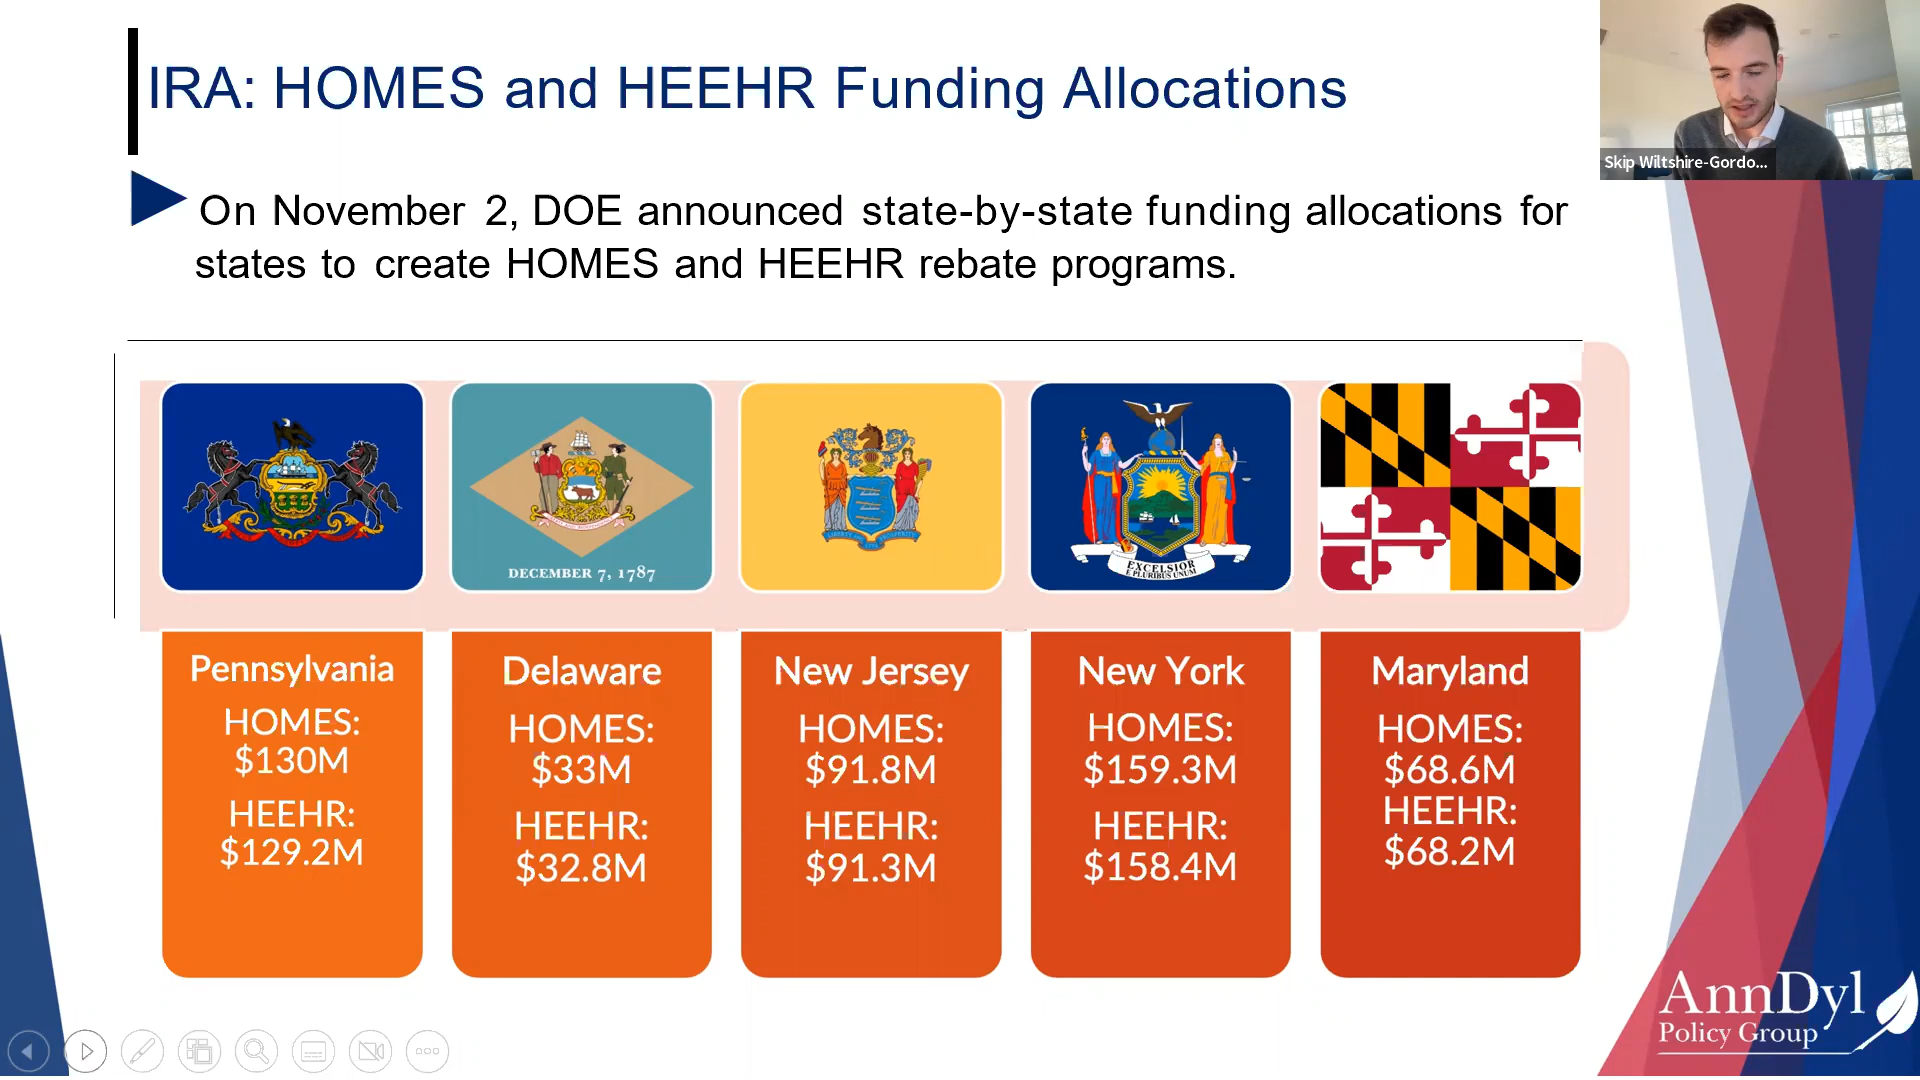 IRA: HOMES and HEEHR Funding Allocations
Skip Wiltshire-Gordo...
On November 2, DOE announced state-by-state funding allocations for
states to create HOMES and HEEHR rebate programs.
DECEMBER 7, 1787
EXCELSIOR
E PLURIBUS UNUM
Pennsylvania
HOMES:
$130M
HEEHR:
$129.2M
Delaware
HOMES:
$33M
HEEHR:
$32.8M
New Jersey
HOMES:
$91.8M
HEEHR:
$91.3M
New York
HOMES:
$159.3M
HEEHR:
$158.4M
Maryland
HOMES:
$68.6M
HEEHR:
$68.2M
AnnDyl
Policy Group